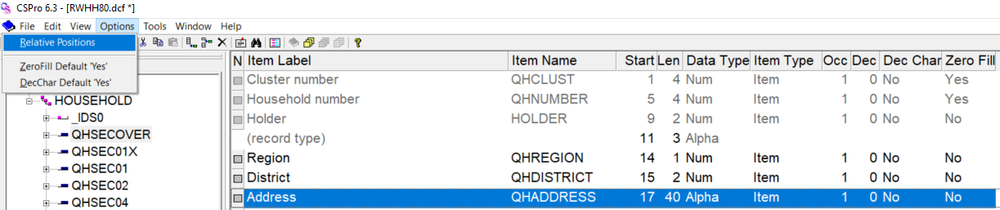 CSPro 6.3 - [RWHH80.dcf *]
File Edit View Options Tools Window Help
Relative Positions
ZeroFill Default 'Yes'
DecChar Default 'Yes'
HOUSEHOLD
_IDS0
QHSECOVER
QHSEC01X
QHSEC01
QHSEC02
QHSEC04
N Item Label Item Name Start Len Data Type Item Type Occ Dec Dec Char Zero Fill
Cluster number QHCLUST 1 4 Num Item 1 0 No Yes
Household number QHNUMBER 5 4 Num Item 1 0 No Yes
Holder HOLDER 9 2 Num Item 1 0 No No
(record type) 11 3 Alpha
Region QHREGION 14 1 Num Item 1 0 No No
District QHDISTRICT 15 2 Num Item 1 0 No No
Address QHADDRESS 17 40 Alpha Item 1 0 No No